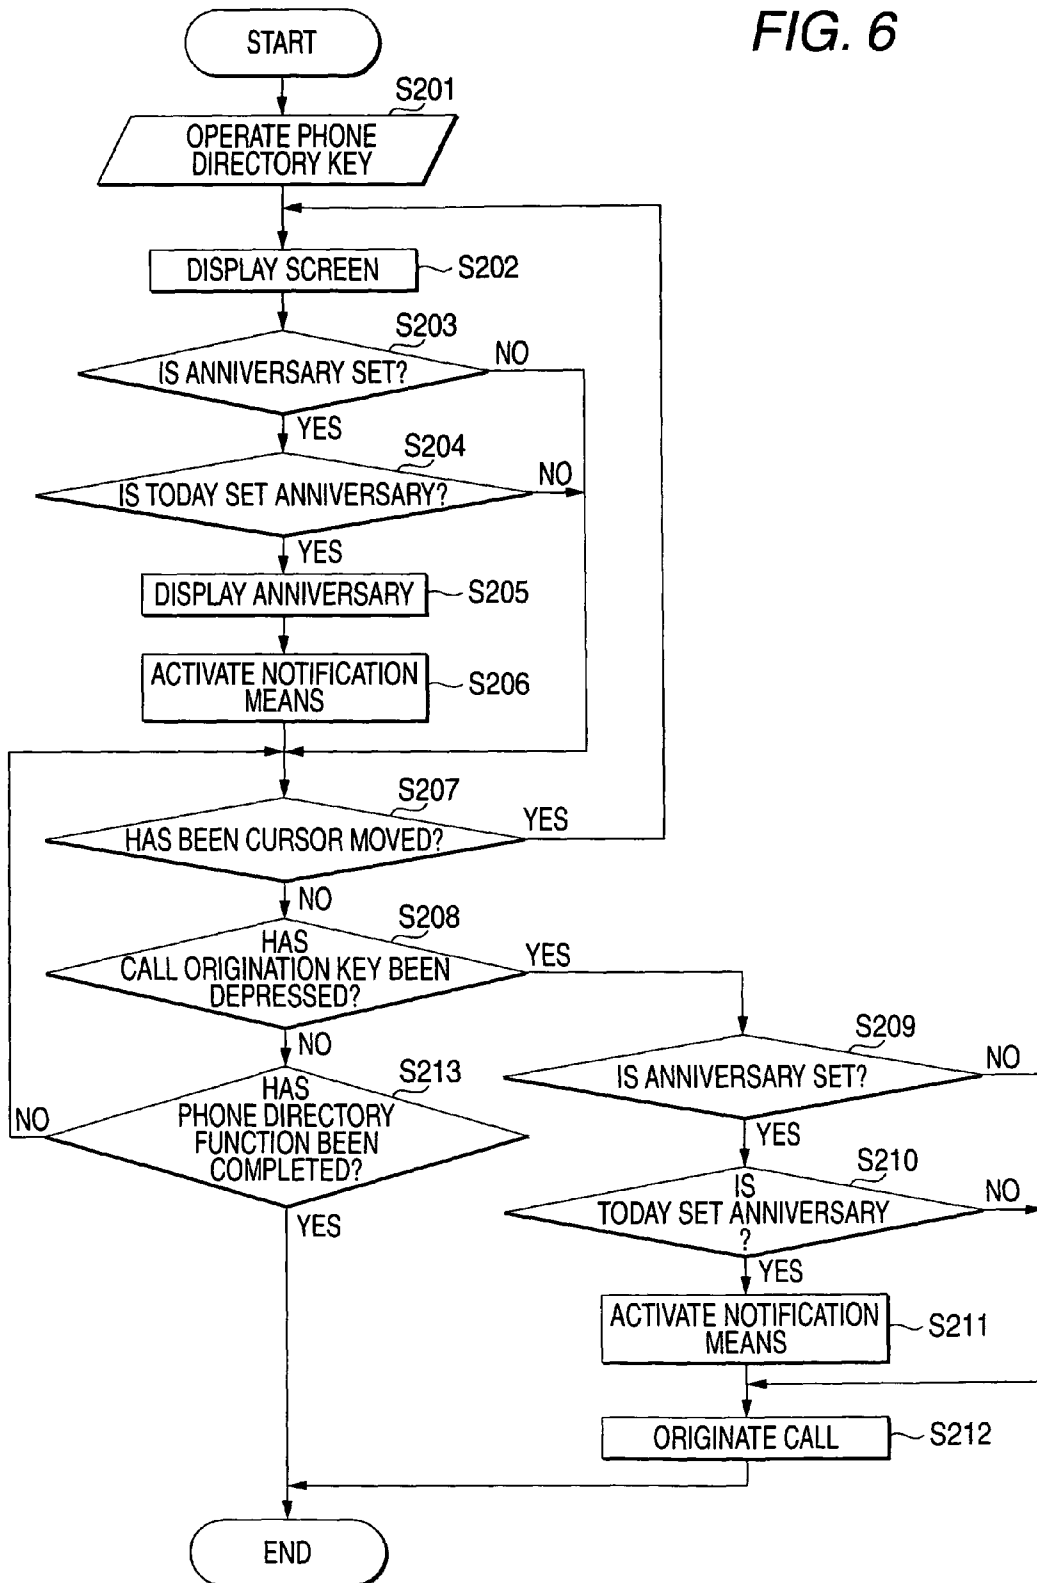 FIG. 6
START
S201
OPERATE PHONE
DIRECTORY KEY
DISPLAY SCREEN
S202
S203
IS ANNIVERSARY SET?
NO
YES
S204
IS TODAY SET ANNIVERSARY?
NO
YES
DISPLAY ANNIVERSARY
S205
ACTIVATE NOTIFICATION
MEANS
S206
S207
HAS BEEN CURSOR MOVED?
YES
NO
S208
HAS
CALL ORIGINATION KEY BEEN
DEPRESSED?
YES
NO
S213
HAS
PHONE DIRECTORY
FUNCTION BEEN
COMPLETED?
NO
YES
S209
IS ANNIVERSARY SET?
NO
YES
S210
IS
TODAY SET ANNIVERSARY
?
NO
YES
ACTIVATE NOTIFICATION
MEANS
S211
ORIGINATE CALL
S212
END